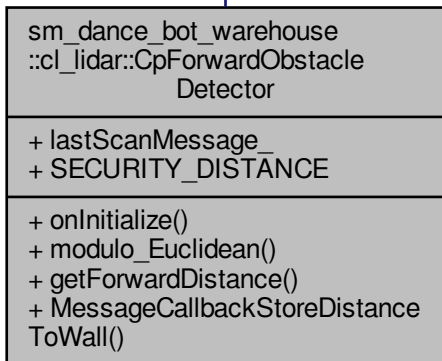 sm_dance_bot_warehouse
::cl_lidar::CpForwardObstacle
Detector
+ lastScanMessage_
+ SECURITY_DISTANCE
+ onInitialize()
+ modulo_Euclidean()
+ getForwardDistance()
+ MessageCallbackStoreDistance
ToWall()